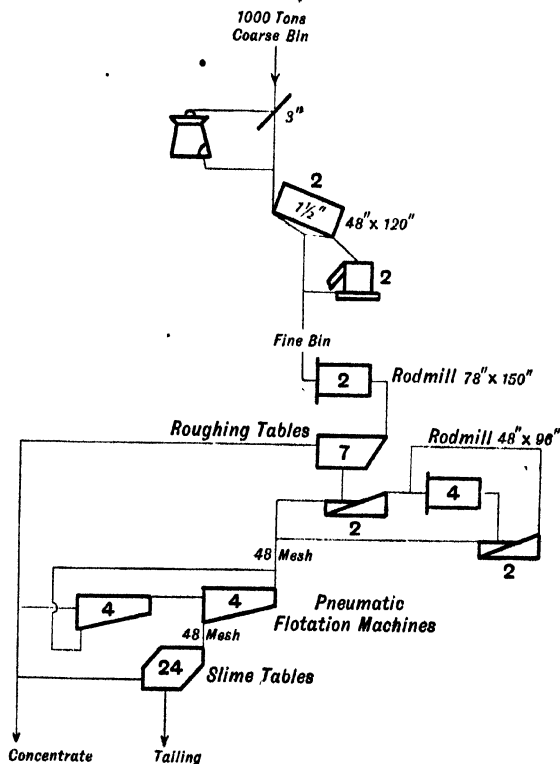 1000 Tons
Coarse Bin
3"
2
1½"
48"x 120"
2
Fine Bin
2
Rodmill 78"x 150"
Roughing Tables
7
Rodmill 48"x 96"
4
2
2
48 Mesh
4
4
Pneumatic
Flotation Machines
48 Mesh
24
Slime Tables
Concentrate
Tailing